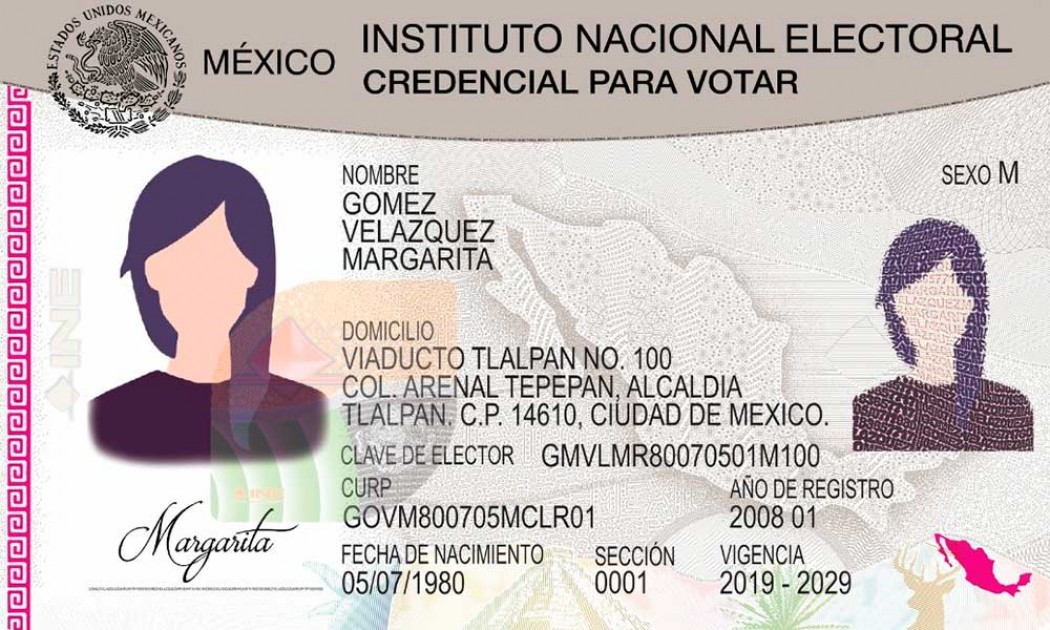 ESTADOS UNIDOS MEXICANOS
MÉXICO
INSTITUTO NACIONAL ELECTORAL
CREDENCIAL PARA VOTAR
NOMBRE
SEXO M
GOMEZ
VELAZQUEZ
MARGARITA
DOMICILIO
VIADUCTO TLALPAN NO. 100
COL. ARENAL TEPEPAN, ALCALDIA
TLALPAN. C.P. 14610, CIUDAD DE MEXICO.
CLAVE DE ELECTOR GMVLMR80070501M100
CURP
AÑO DE REGISTRO
GOVM800705MCLR01
2008 01
FECHA DE NACIMIENTO
SECCIÓN
VIGENCIA
05/07/1980
0001
2019 - 2029
Margarita
INE
INE